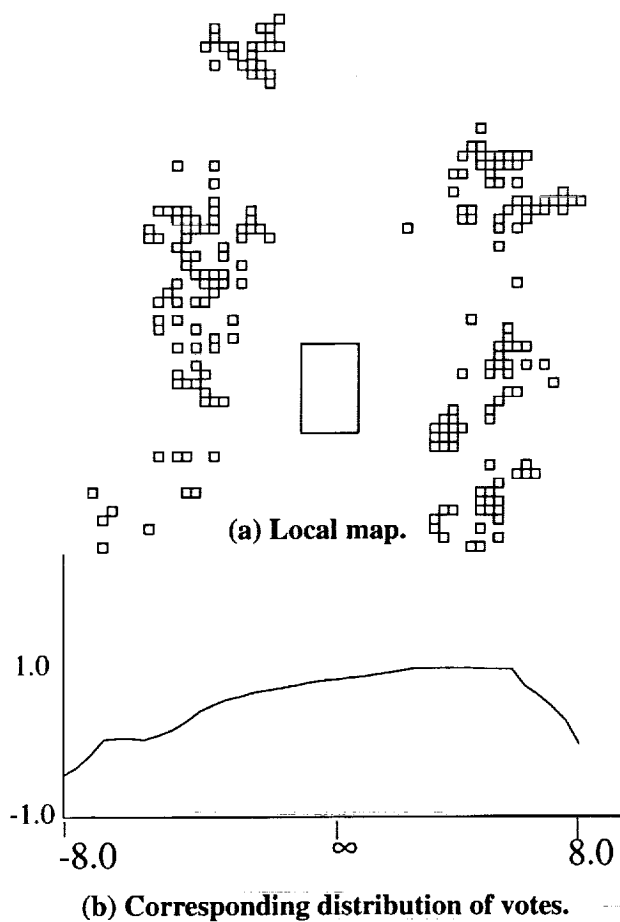 (a) Local map.
1.0
-1.0
-8.0 ∞ 8.0
(b) Corresponding distribution of votes.